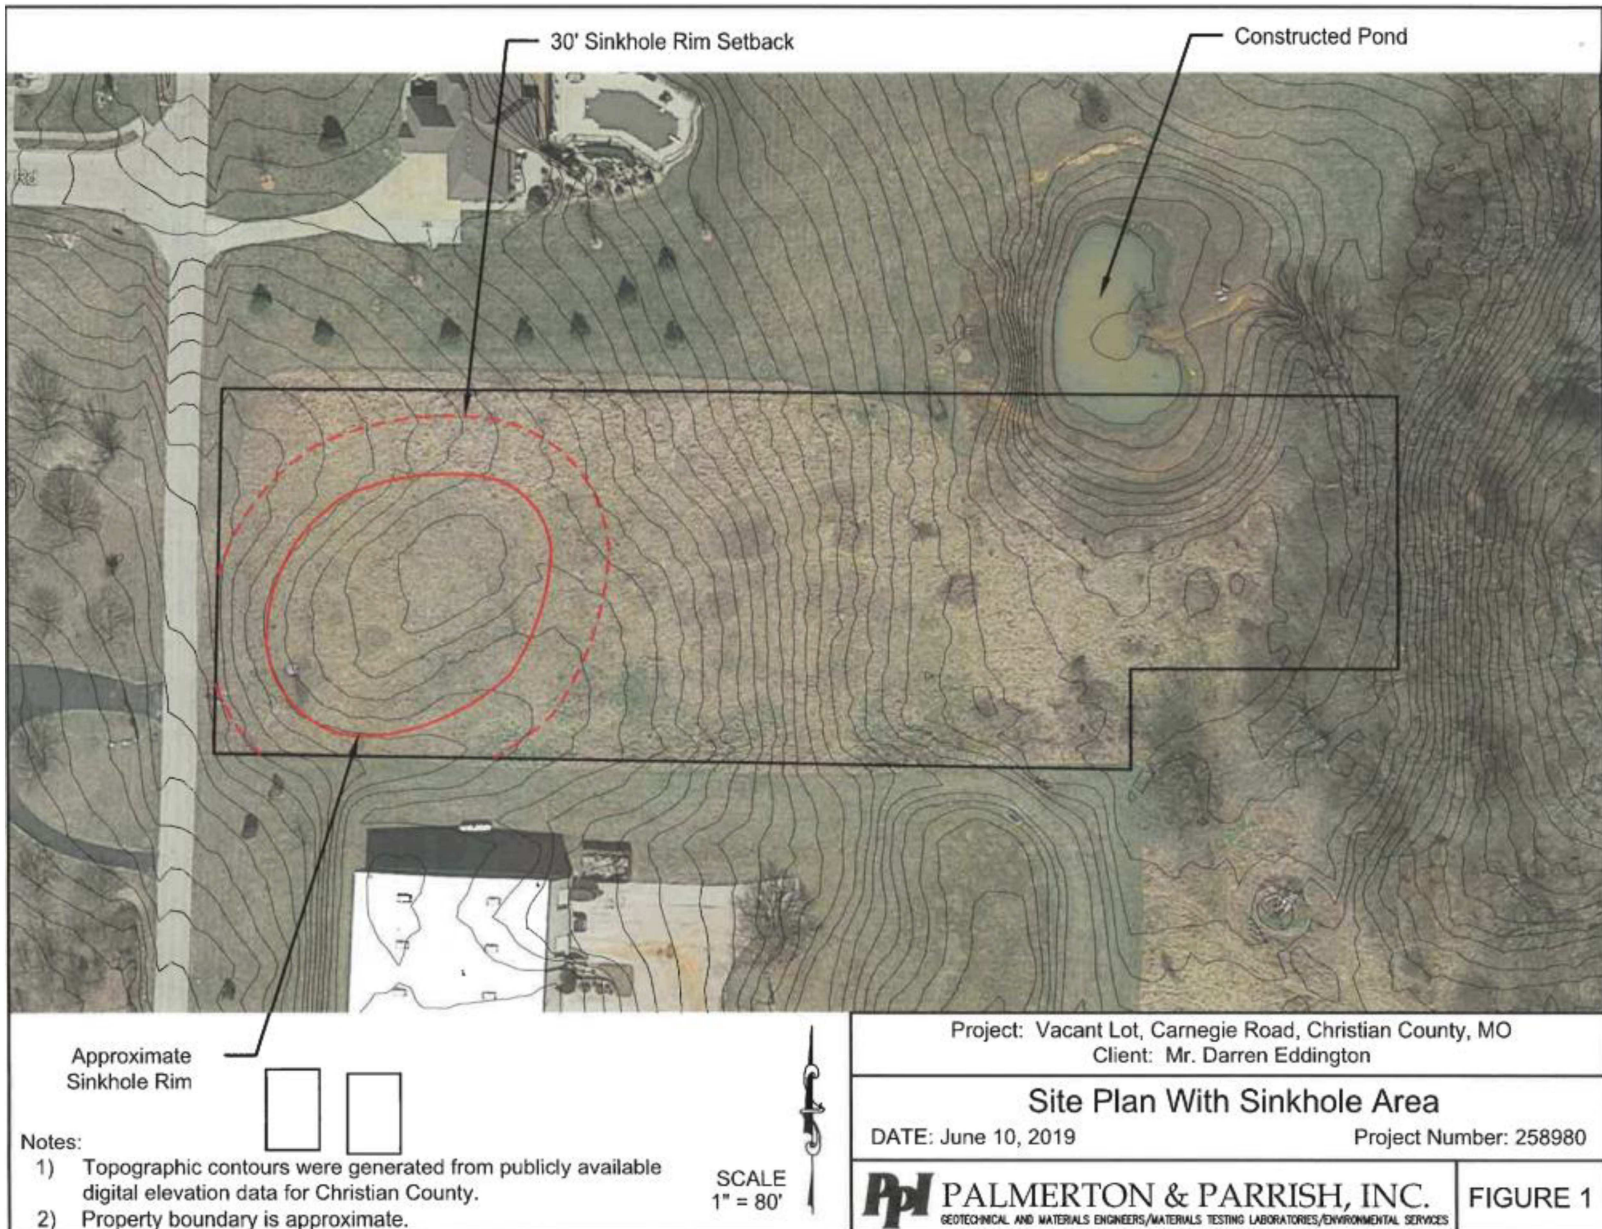 30' Sinkhole Rim Setback
Constructed Pond
Rd
Approximate
Sinkhole Rim
Notes:
1) Topographic contours were generated from publicly available
digital elevation data for Christian County.
2) Property boundary is approximate.
SCALE
1" = 80'
Project: Vacant Lot, Carnegie Road, Christian County, MO
Client: Mr. Darren Eddington
Site Plan With Sinkhole Area
DATE: June 10, 2019
Project Number: 258980
PPI PALMERTON & PARRISH, INC.
GEOTECHNICAL AND MATERIALS ENGINEERS/MATERIALS TESTING LABORATORIES/ENVIRONMENTAL SERVICES
FIGURE 1